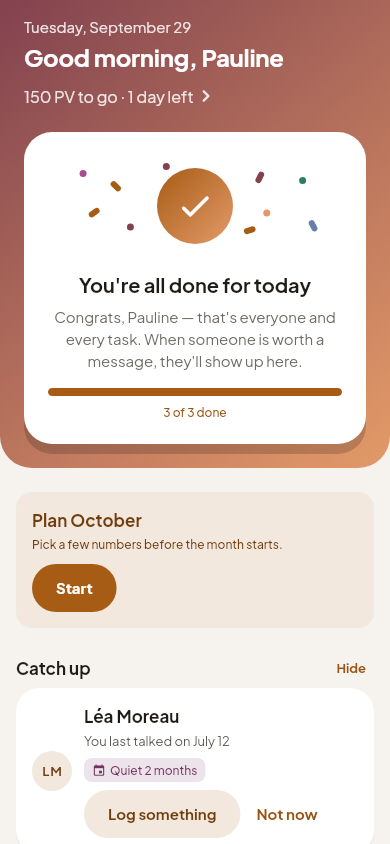 Tuesday, September 29
Good morning, Pauline
150 PV to go · 1 day left
You're all done for today
Congrats, Pauline — that's everyone and
every task. When someone is worth a
message, they'll show up here.
3 of 3 done
Plan October
Pick a few numbers before the month starts.
Start
Catch up
Hide
Léa Moreau
You last talked on July 12
LM
Quiet 2 months
Log something
Not now